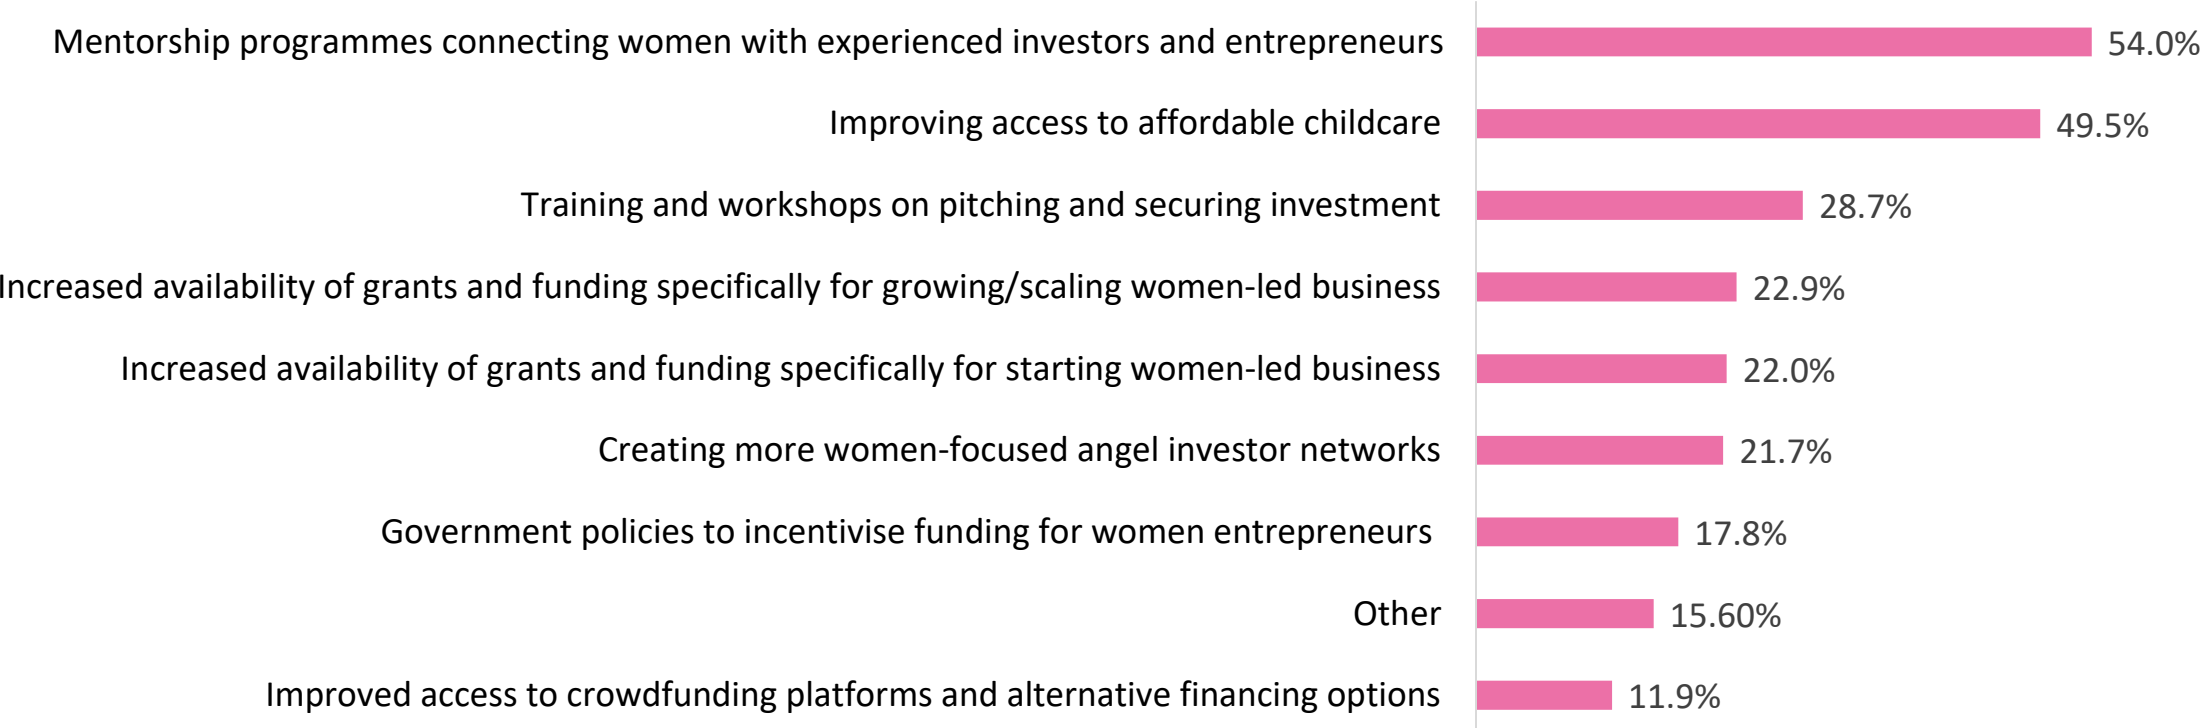 Mentorship programmes connecting women with experienced investors and entrepreneurs 54.0%
Improving access to affordable childcare 49.5%
Training and workshops on pitching and securing investment 28.7%
Increased availability of grants and funding specifically for growing/scaling women-led business 22.9%
Increased availability of grants and funding specifically for starting women-led business 22.0%
Creating more women-focused angel investor networks 21.7%
Government policies to incentivise funding for women entrepreneurs 17.8%
Other 15.60%
Improved access to crowdfunding platforms and alternative financing options 11.9%